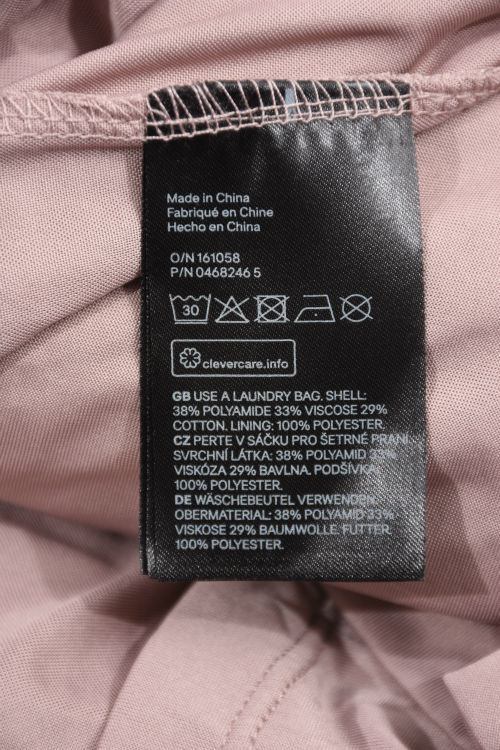 Made in China
Fabriqué en Chine
Hecho en China
O/N 161058
P/N 0468246 5
30
clevercare.info
GB USE A LAUNDRY BAG. SHELL:
38% POLYAMIDE 33% VISCOSE 29%
COTTON. LINING: 100% POLYESTER.
CZ PERTE V SÁČKU PRO ŠETRNÉ PRANÍ.
SVRCHNÍ LÁTKA: 38% POLYAMID 33%
VISKÓZA 29% BAVLNA. PODŠÍVKA:
100% POLYESTER.
DE WÄSCHEBEUTEL VERWENDEN.
OBERMATERIAL: 38% POLYAMID 33%
VISKOSE 29% BAUMWOLLE. FUTTER:
100% POLYESTER.